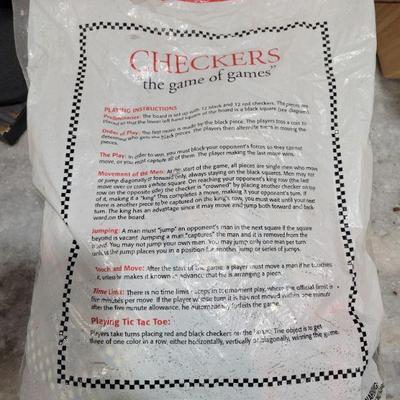 CHECKERS
"the game of games"
PLAYING INSTRUCTIONS
Preliminaries: The board is set up with 12 black and 12 red checkers. The pieces are
placed so that the lower left hand square of the board is a black square (see diagram).
Order of Play: The first move is made by the black piece. The players toss a coin to
determine who gets the black pieces. The players then alternate turns in moving the
pieces.
The Play: In order to win, you must block your opponent's forces so they cannot
move, or you must capture all of them. The player making the last move wins.
Movement of the Men: At the start of the game, all pieces are single men who move
or jump diagonally forward only, always staying on the black squares. Men may not
move over or cross a white square. On reaching your opponent's king row (the last
row on the opposite side) the checker is "crowned" by placing another checker on top
of it, making it a "king" This completes a move, making it your opponent's turn. If
there is another piece to be captured on the king's row, you must wait until your next
turn. The king has an advantage since it may move and jump both forward and back-
ward on the board.
Jumping: A man must "jump" an opponent's man in the next square if the square
beyond is vacant. Jumping a man "captures" the man and it is removed from the
board. You may not jump your own man. You may jump only one man per turn
unless the jump places you in a position for another jump or series of jumps.
Touch and Move: After the start of the game, a player must move a man if he touches
it, unless he makes it known in advance that he is arranging a piece.
Time Limit: There is no time limit except in tournament play, where the official limit is
five minutes per move. If the player whose turn it is has not moved within one minute
after the five minute allowance, he automatically forfeits the game.
Playing Tic Tac Toe:
Players take turns placing red and black checkers on the board. The object is to get
three of one color in a row, either horizontally, vertically or diagonally, winning the game.
WARNING: